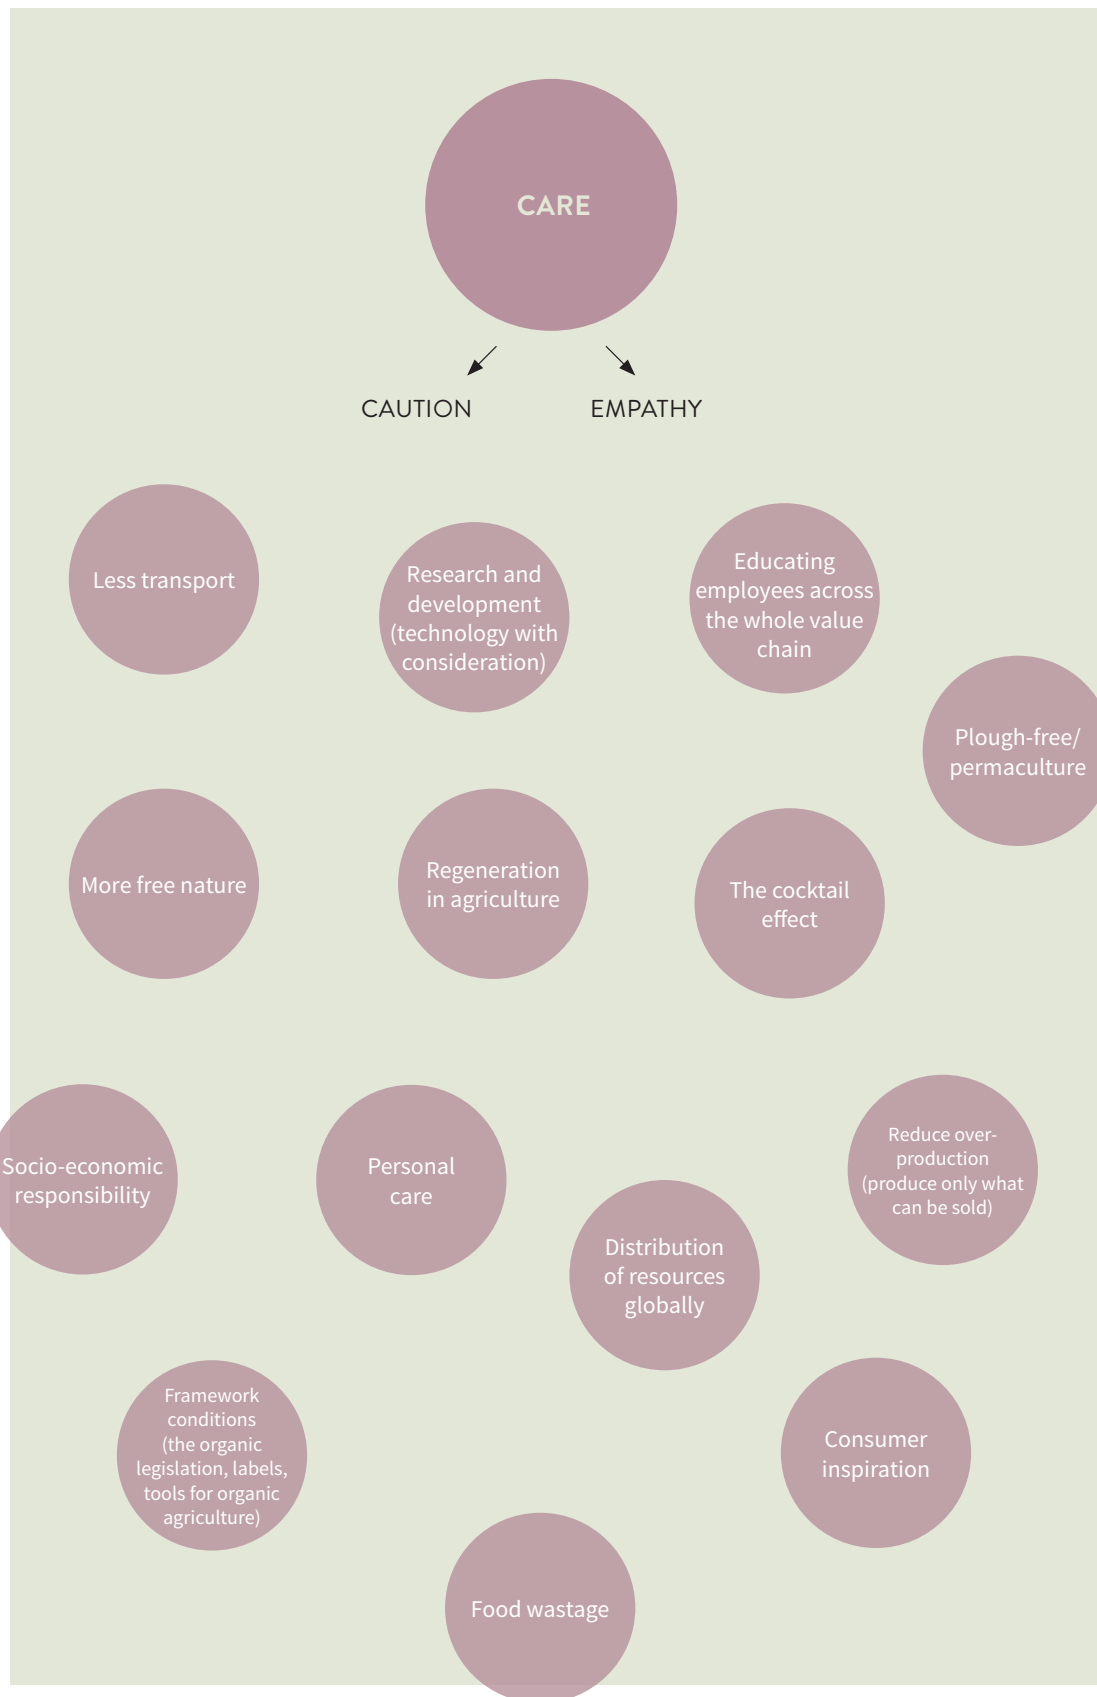 CARE
CAUTION
EMPATHY
Less transport
Research and
development
(technology with
consideration)
Educating
employees across
the whole value
chain
Plough-free/
permaculture
More free nature
Regeneration
in agriculture
The cocktail
effect
Socio-economic
responsibility
Personal
care
Reduce over-
production
(produce only what
can be sold)
Distribution
of resources
globally
Framework
conditions
(the organic
legislation, labels,
tools for organic
agriculture)
Consumer
inspiration
Food wastage